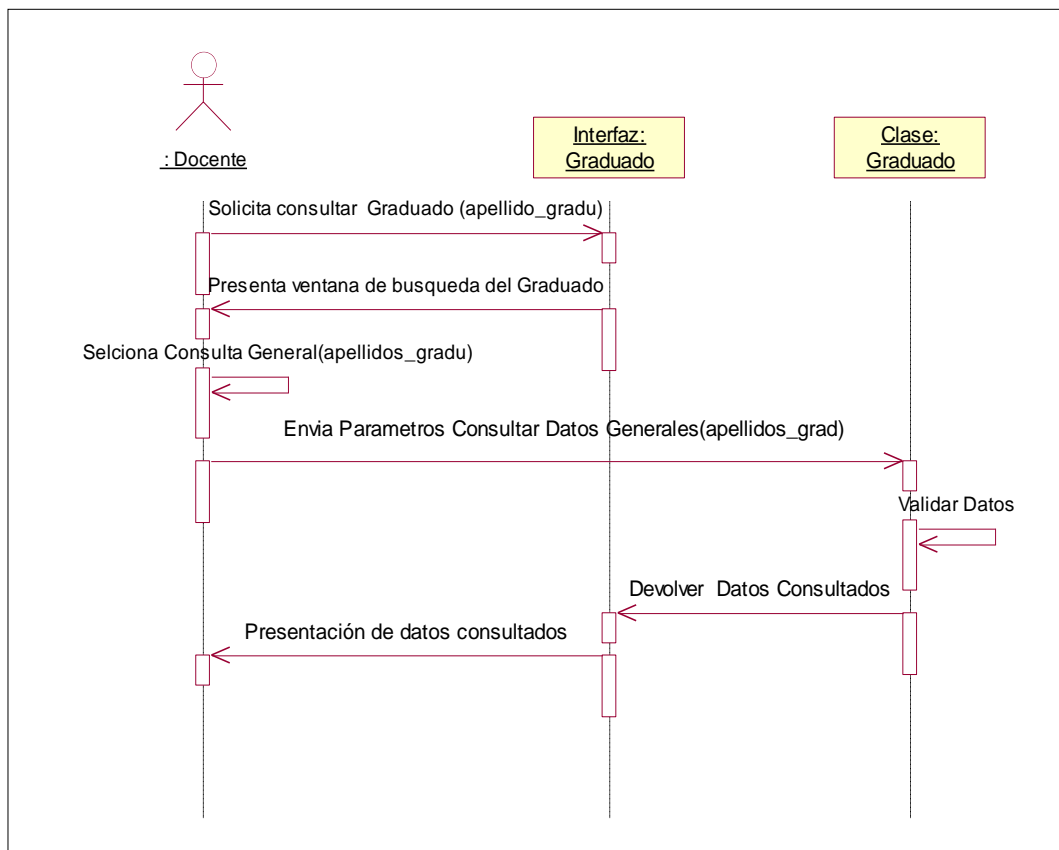 : Docente
Interfaz:
Graduado
Clase:
Graduado
Solicita consultar Graduado (apellido_gradu)
Presenta ventana de busqueda del Graduado
Selciona Consulta General(apellidos_gradu)
Envia Parametros Consultar Datos Generales(apellidos_grad)
Validar Datos
Devolver Datos Consultados
Presentación de datos consultados